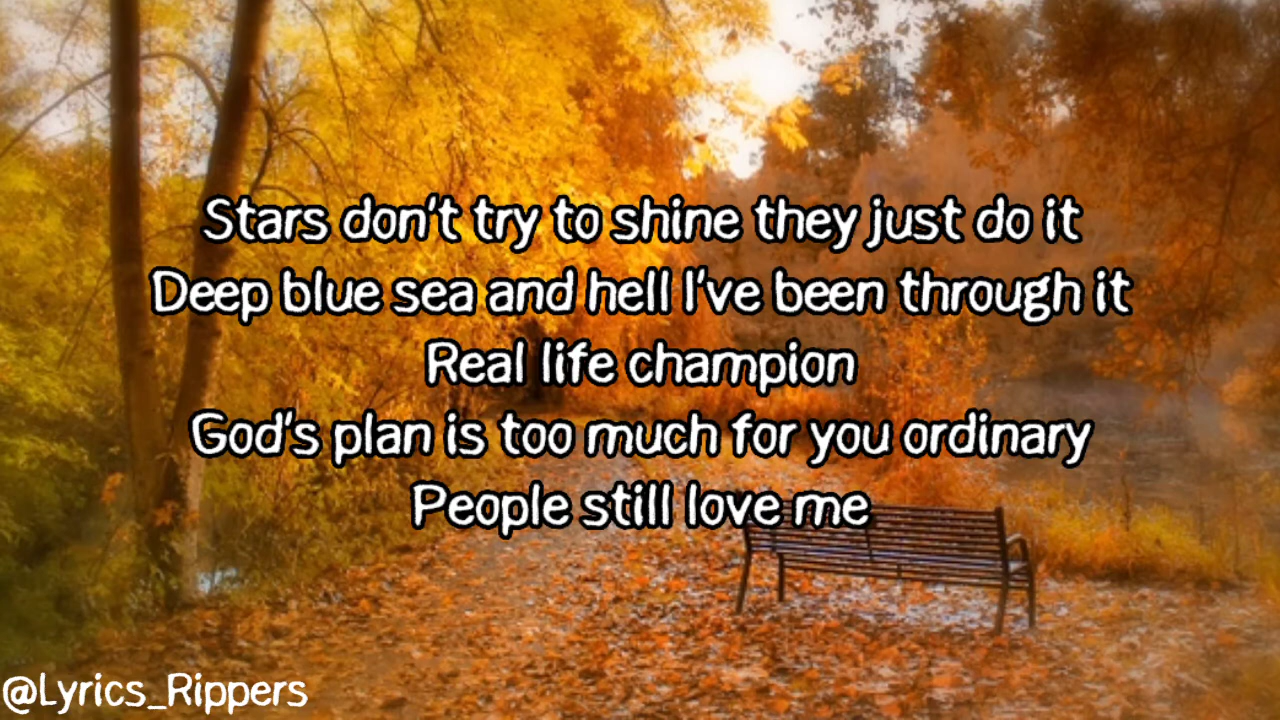 Stars don't try to shine they just do it
Deep blue sea and hell I've been through it
Real life champion
God's plan is too much for you ordinary
People still love me
@Lyrics_Rippers